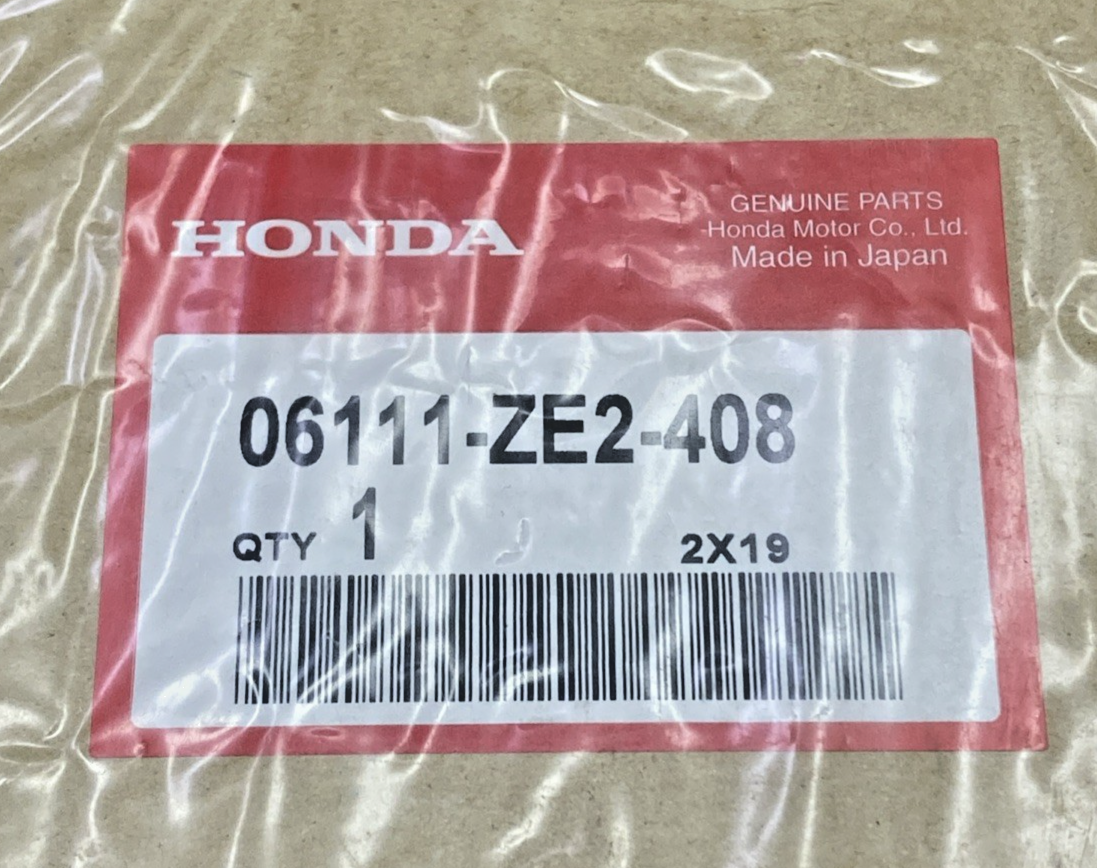 HONDA
GENUINE PARTS
Honda Motor Co., Ltd.
Made in Japan
06111-ZE2-408
QTY 1 2X19